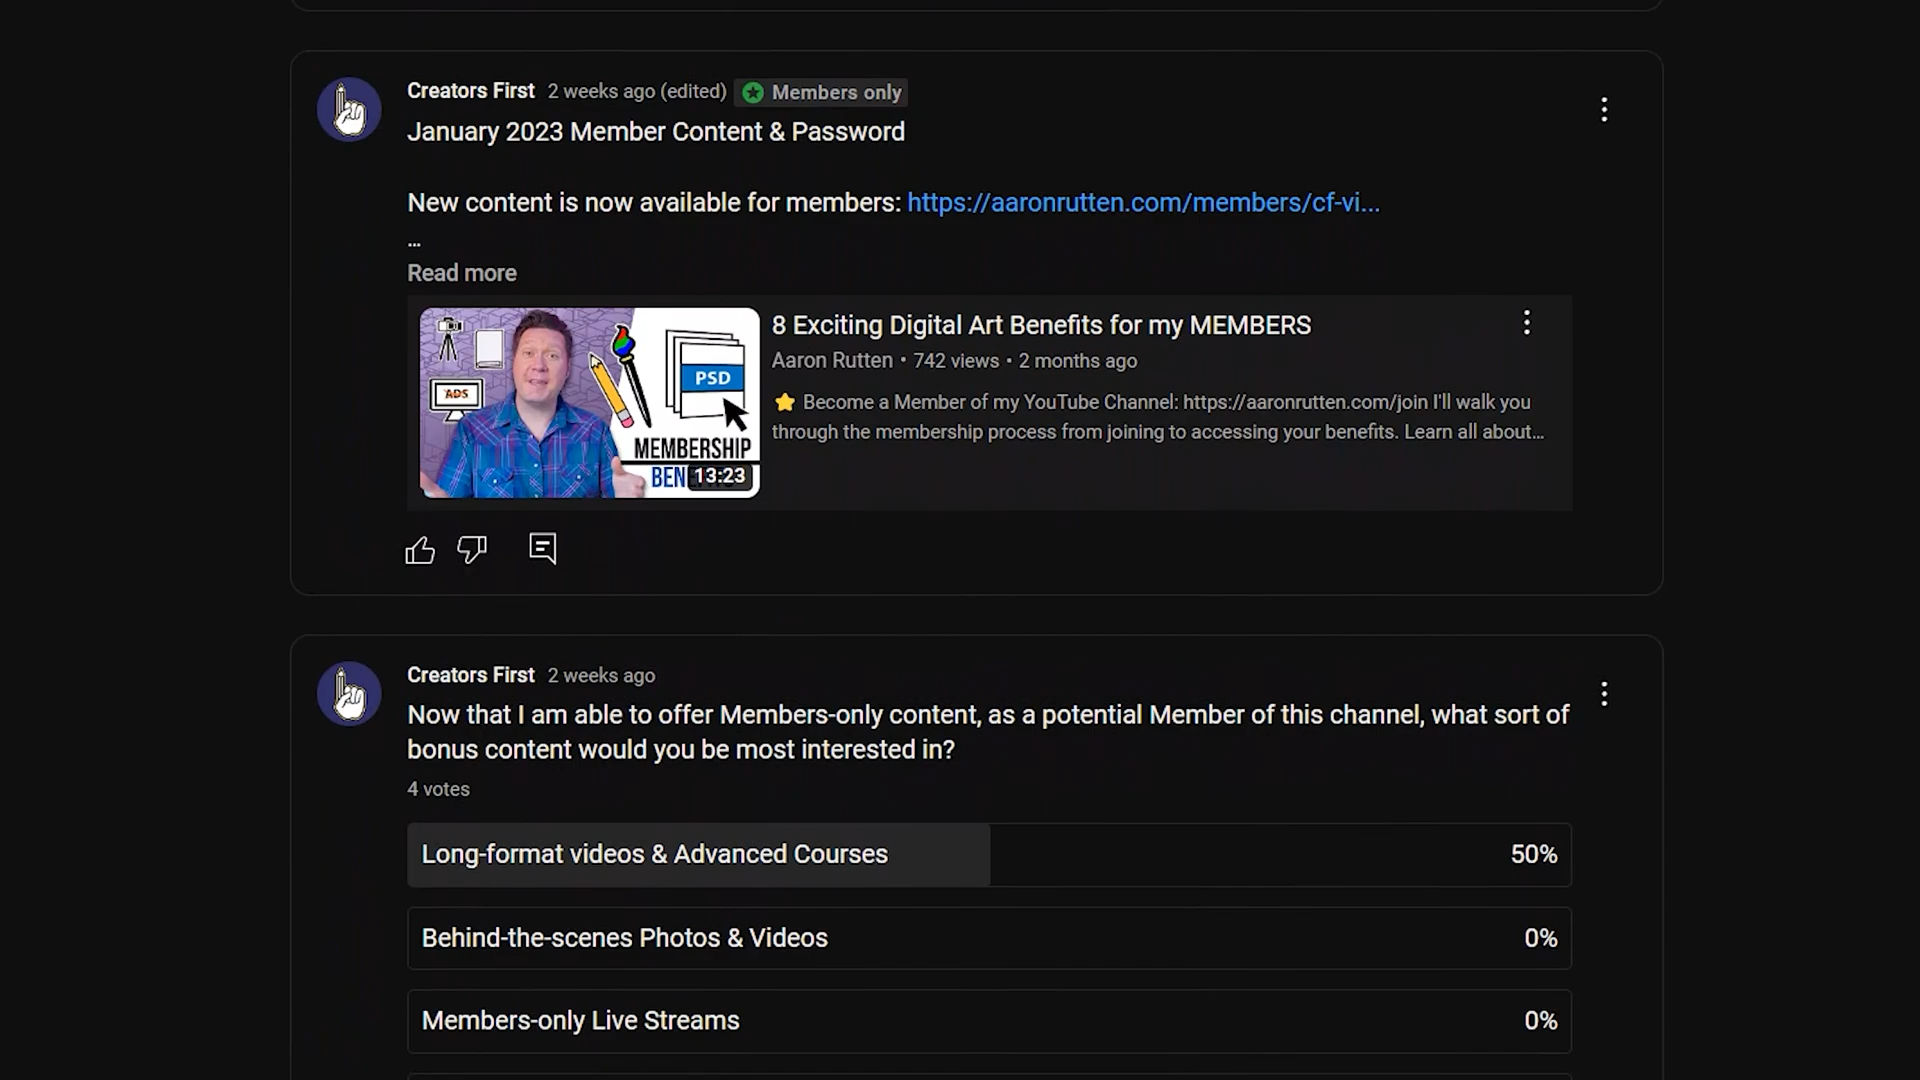 Creators First 2 weeks ago (edited) Members only
January 2023 Member Content & Password
New content is now available for members: https://aaronrutten.com/members/cf-vi...
...
Read more
ADS
PSD
MEMBERSHIP
BEN
13:23
8 Exciting Digital Art Benefits for my MEMBERS
Aaron Rutten • 742 views • 2 months ago
Become a Member of my YouTube Channel: https://aaronrutten.com/join I'll walk you
through the membership process from joining to accessing your benefits. Learn all about...
Creators First 2 weeks ago
Now that I am able to offer Members-only content, as a potential Member of this channel, what sort of
bonus content would you be most interested in?
4 votes
Long-format videos & Advanced Courses 50%
Behind-the-scenes Photos & Videos 0%
Members-only Live Streams 0%